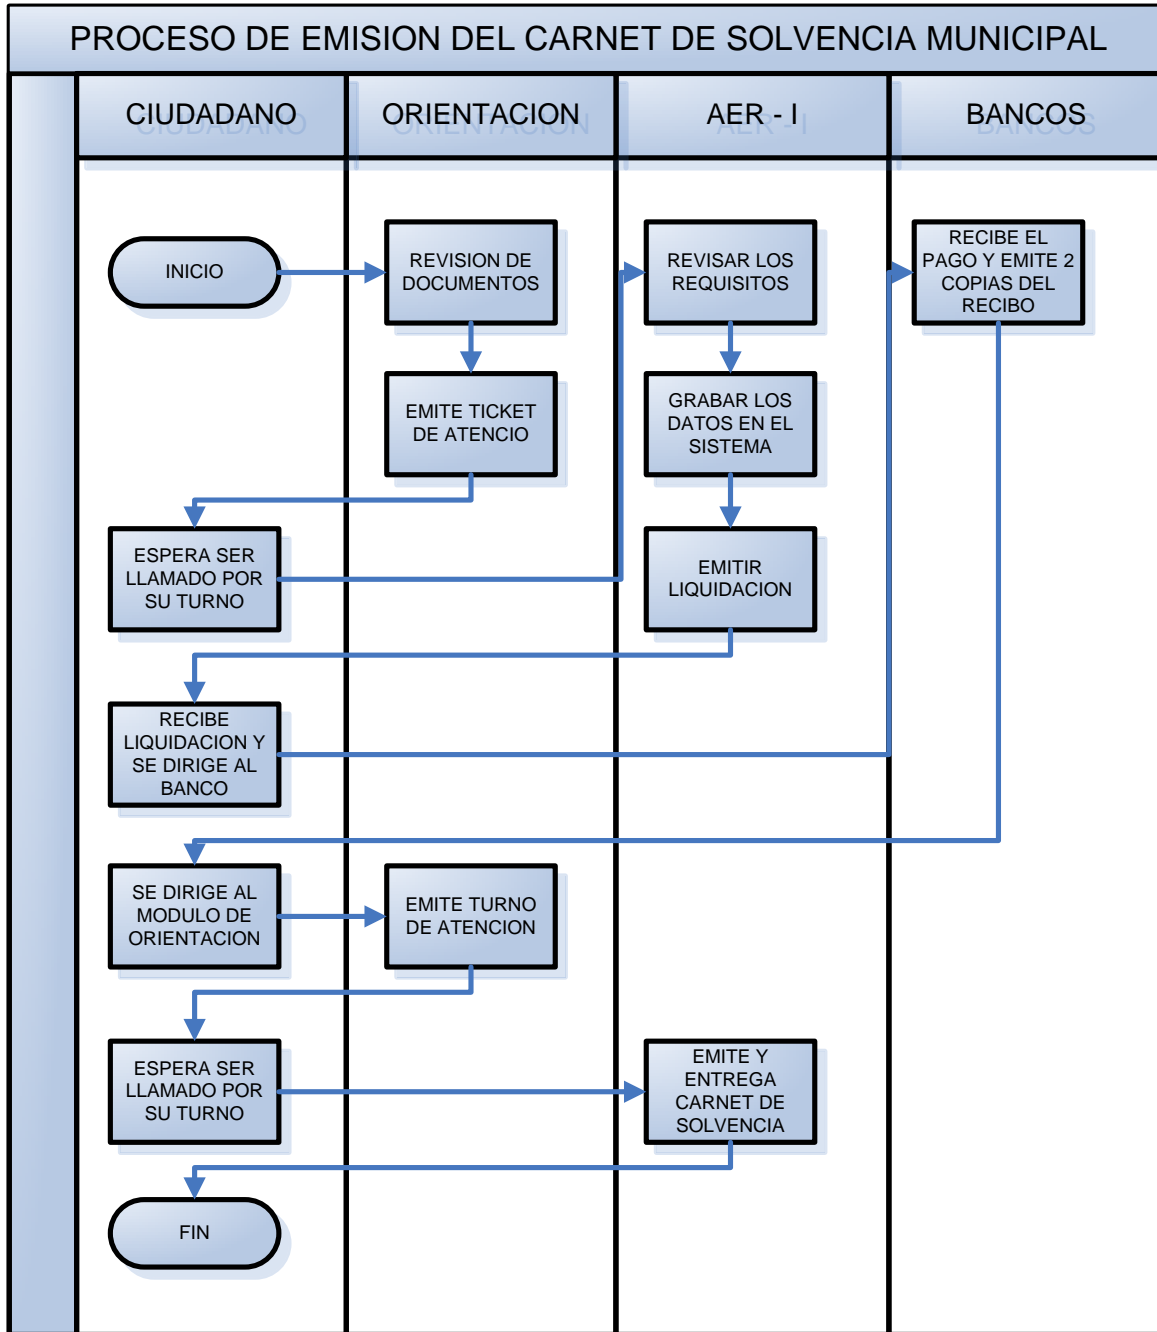 PROCESO DE EMISION DEL CARNET DE SOLVENCIA MUNICIPAL
CIUDADANO
ORIENTACION
AER - I
BANCOS
INICIO
REVISION DE
DOCUMENTOS
REVISAR LOS
REQUISITOS
RECIBE EL
PAGO Y EMITE 2
COPIAS DEL
RECIBO
EMITE TICKET
DE ATENCIO
GRABAR LOS
DATOS EN EL
SISTEMA
ESPERA SER
LLAMADO POR
SU TURNO
EMITIR
LIQUIDACION
RECIBE
LIQUIDACION Y
SE DIRIGE AL
BANCO
SE DIRIGE AL
MODULO DE
ORIENTACION
EMITE TURNO
DE ATENCION
ESPERA SER
LLAMADO POR
SU TURNO
EMITE Y
ENTREGA
CARNET DE
SOLVENCIA
FIN